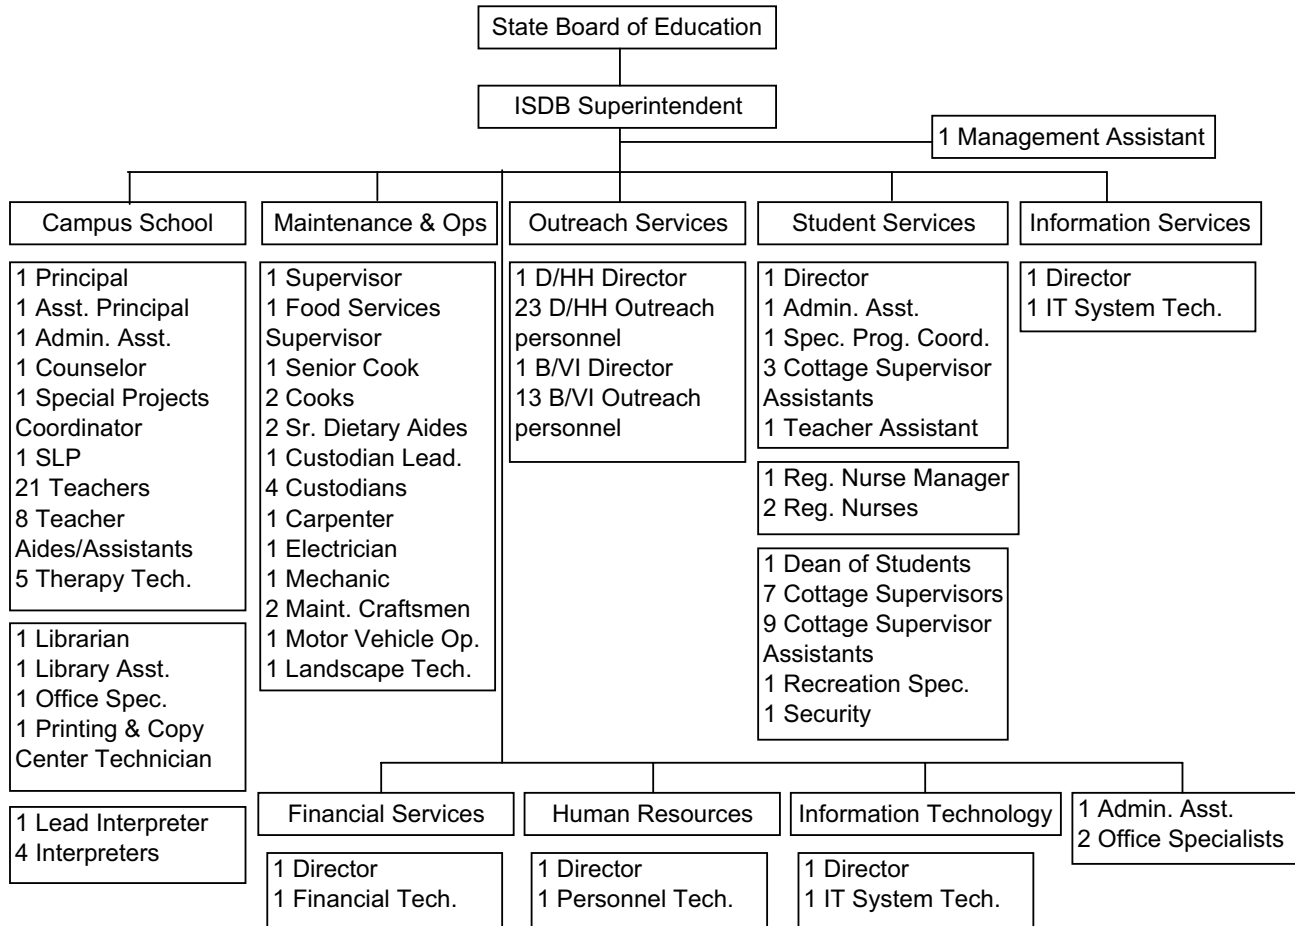 State Board of Education
ISDB Superintendent
1 Management Assistant
Campus School
Maintenance & Ops
Outreach Services
Student Services
Information Services
1 Principal
1 Asst. Principal
1 Admin. Asst.
1 Counselor
1 Special Projects
Coordinator
1 SLP
21 Teachers
8 Teacher
Aides/Assistants
5 Therapy Tech.
1 Librarian
1 Library Asst.
1 Office Spec.
1 Printing & Copy
Center Technician
1 Lead Interpreter
4 Interpreters
1 Supervisor
1 Food Services
Supervisor
1 Senior Cook
2 Cooks
2 Sr. Dietary Aides
1 Custodian Lead.
4 Custodians
1 Carpenter
1 Electrician
1 Mechanic
2 Maint. Craftsmen
1 Motor Vehicle Op.
1 Landscape Tech.
1 D/HH Director
23 D/HH Outreach
personnel
1 B/VI Director
13 B/VI Outreach
personnel
1 Director
1 Admin. Asst.
1 Spec. Prog. Coord.
3 Cottage Supervisor
Assistants
1 Teacher Assistant
1 Reg. Nurse Manager
2 Reg. Nurses
1 Dean of Students
7 Cottage Supervisors
9 Cottage Supervisor
Assistants
1 Recreation Spec.
1 Security
1 Director
1 IT System Tech.
Financial Services
Human Resources
Information Technology
1 Admin. Asst.
2 Office Specialists
1 Director
1 Financial Tech.
1 Director
1 Personnel Tech.
1 Director
1 IT System Tech.